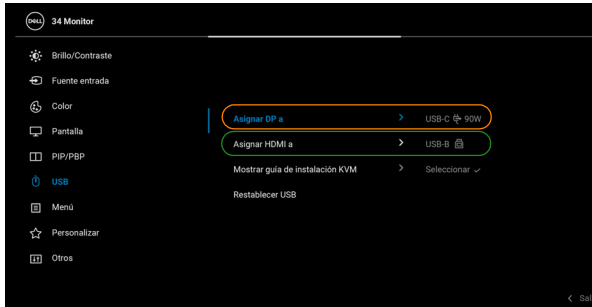 DELL 34 Monitor
Brillo/Contraste
Fuente entrada
Color
Pantalla
PIP/PBP
USB
Menú
Personalizar
Otros
Asignar DP a > USB-C 90W
Asignar HDMI a > USB-B
Mostrar guía de instalación KVM > Seleccionar ✓
Restablecer USB
< Sal